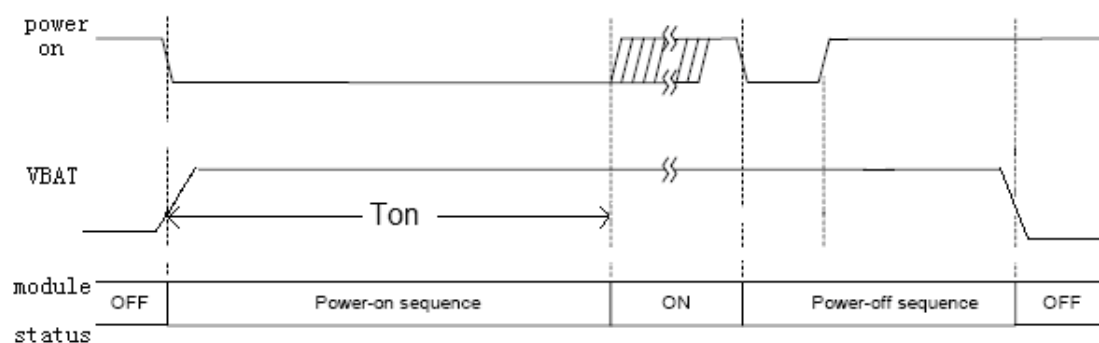 power
on
VBAT
Ton
module
status
OFF
Power-on sequence
ON
Power-off sequence
OFF